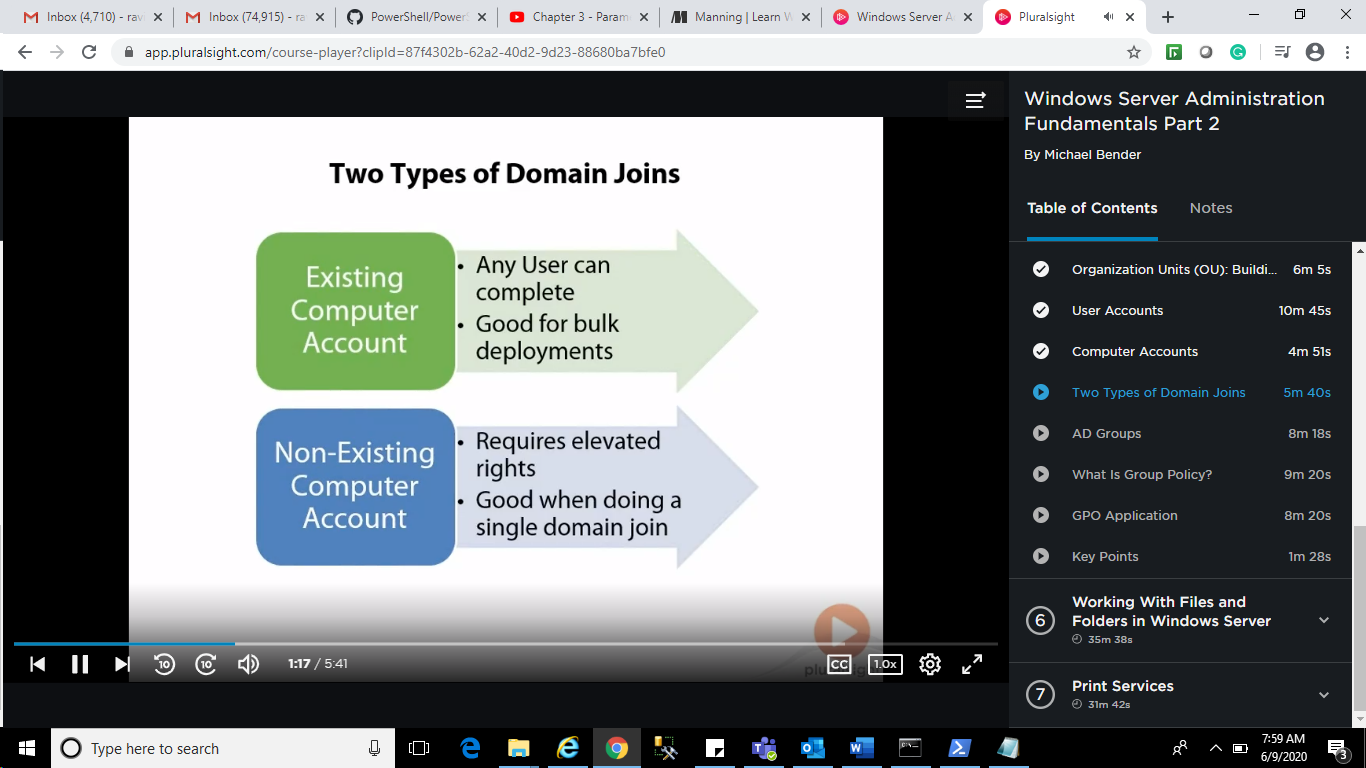 Inbox (4,710) - rav
Inbox (74,915) - ra
PowerShell/Power
Chapter 3 - Param
Manning | Learn W
Windows Server A
Pluralsight
app.pluralsight.com/course-player?clipId=87f4302b-62a2-40d2-9d23-88680ba7bfe0
Two Types of Domain Joins
Existing
Computer
Account
• Any User can
complete
• Good for bulk
deployments
Non-Existing
Computer
Account
• Requires elevated
rights
• Good when doing a
single domain join
10
10
1:17 / 5:41
CC
1.0x
Windows Server Administration
Fundamentals Part 2
By Michael Bender
Table of Contents
Notes
Organization Units (OU): Buildi... 6m 5s
User Accounts 10m 45s
Computer Accounts 4m 51s
Two Types of Domain Joins 5m 40s
AD Groups 8m 18s
What Is Group Policy? 9m 20s
GPO Application 8m 20s
Key Points 1m 28s
6
Working With Files and
Folders in Windows Server
35m 38s
7
Print Services
31m 42s
Type here to search
7:59 AM
6/9/2020
3